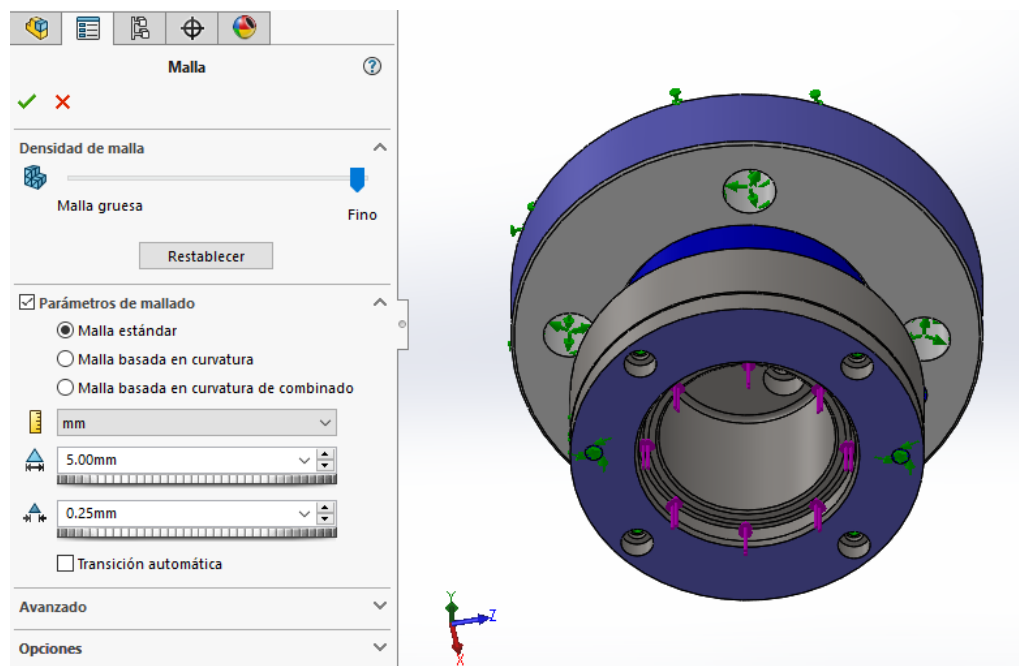 Malla
Densidad de malla
Malla gruesa
Fino
Restablecer
Parámetros de mallado
Malla estándar
Malla basada en curvatura
Malla basada en curvatura de combinado
mm
5.00mm
0.25mm
Transición automática
Avanzado
Opciones
Y
Z
X